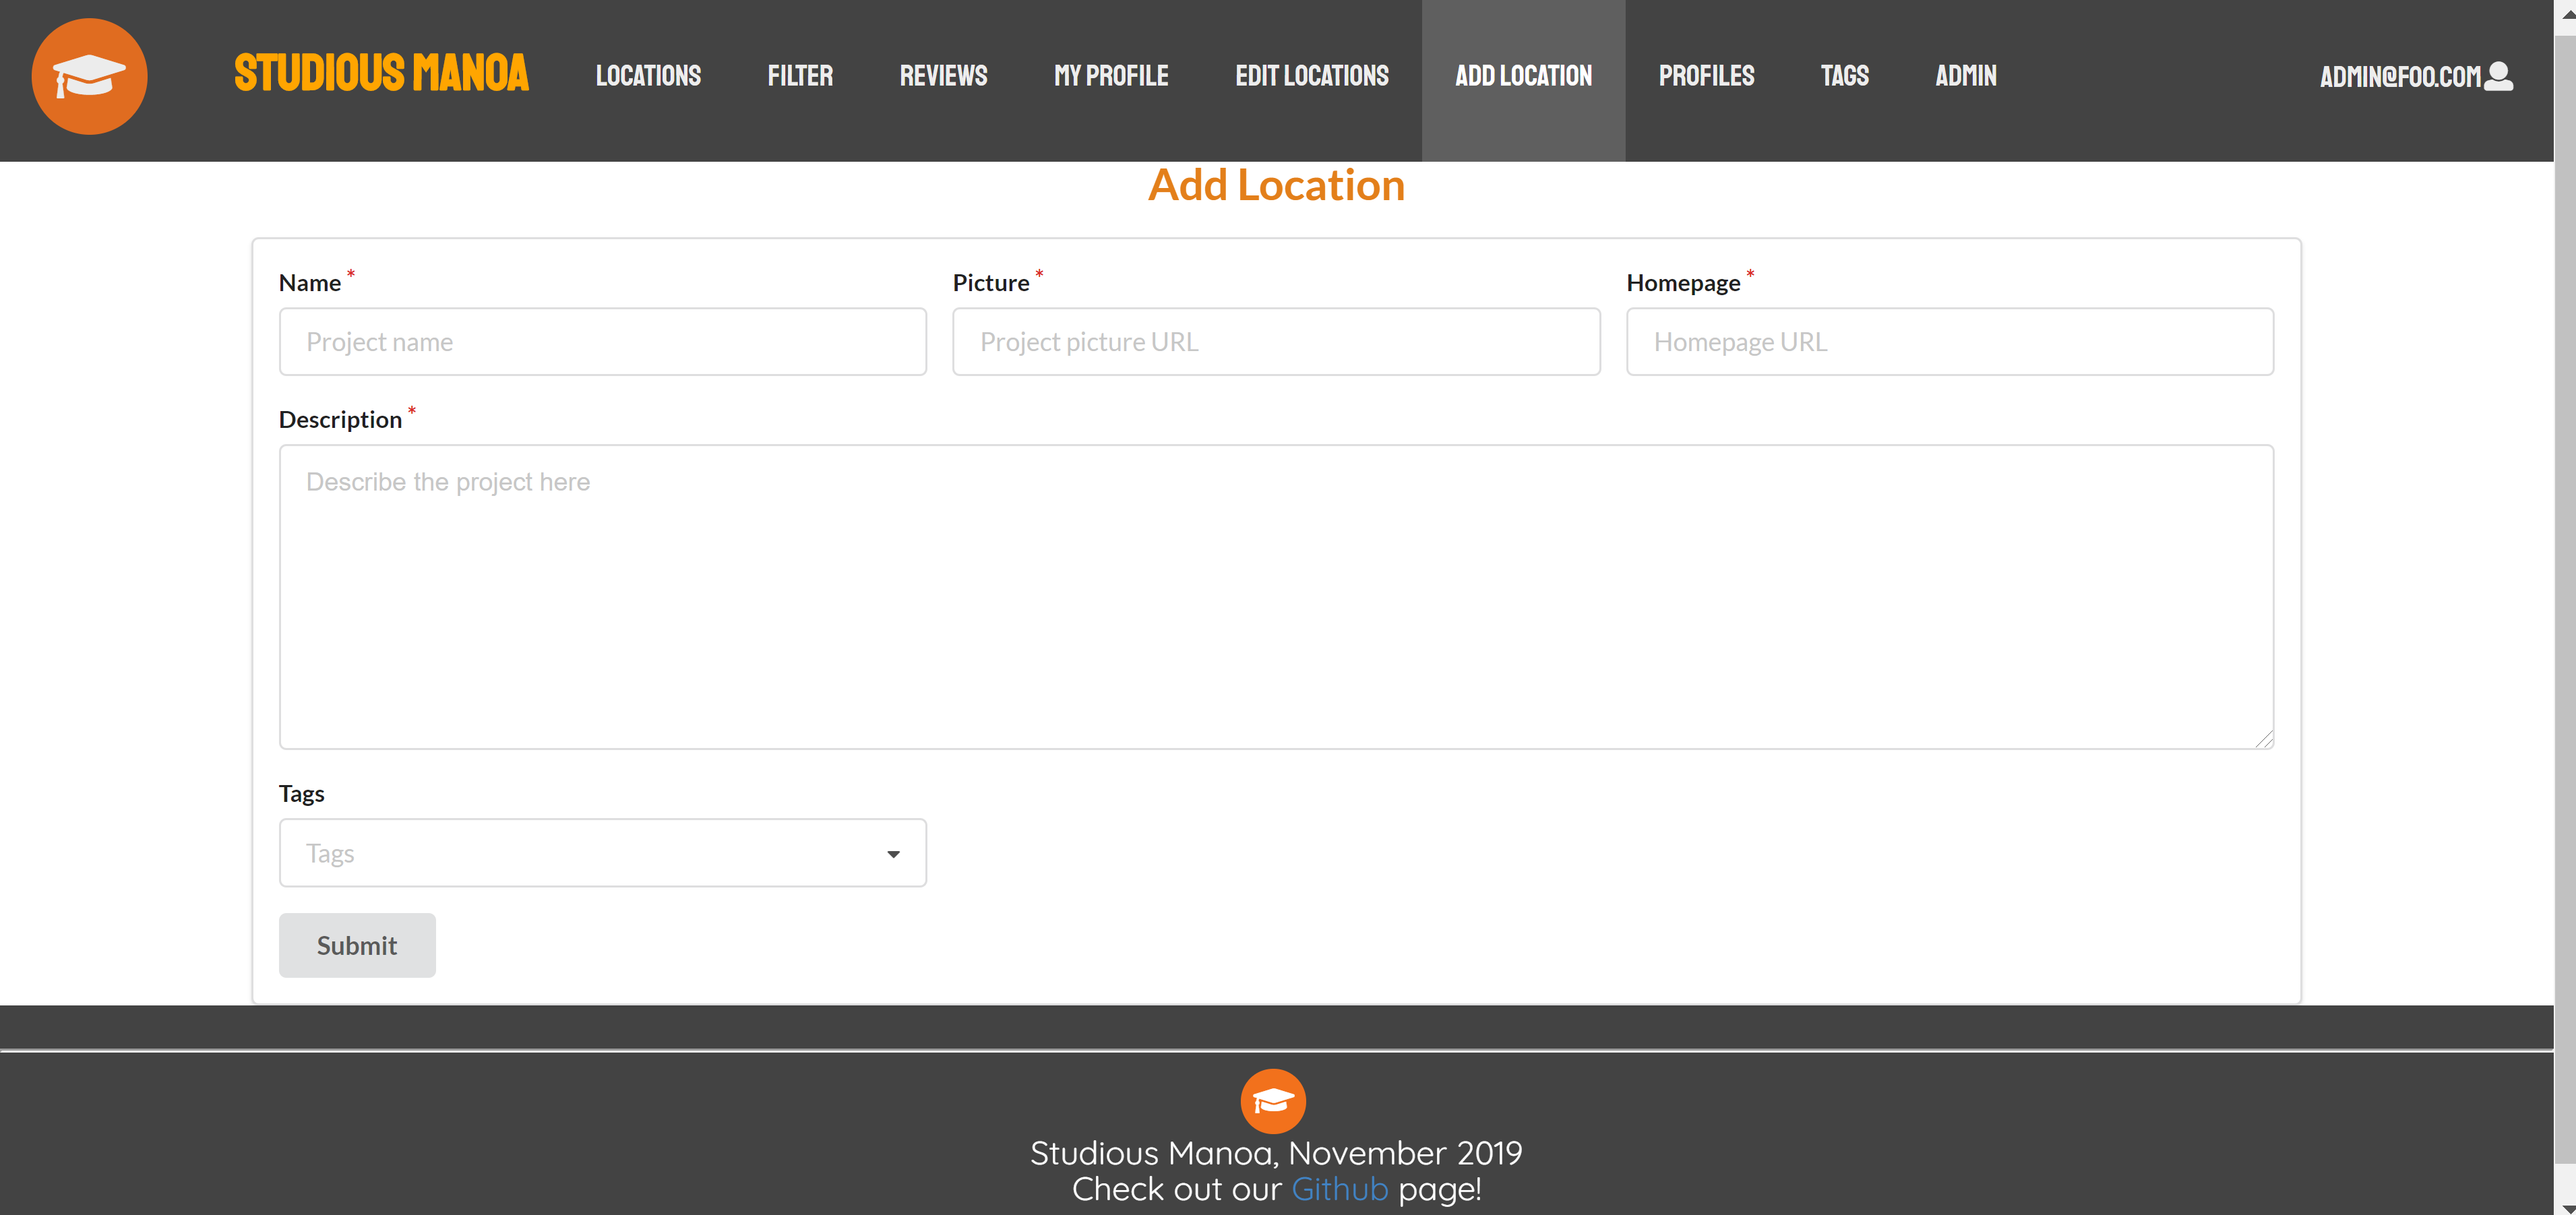 STUDIOUS MANOA LOCATIONS FILTER REVIEWS MY PROFILE EDIT LOCATIONS ADD LOCATION PROFILES TAGS ADMIN ADMIN@FOO.COM
Add Location
Name * Picture * Homepage *
Project name Project picture URL Homepage URL
Description *
Describe the project here
Tags
Tags
Submit
Studious Manoa, November 2019
Check out our Github page!